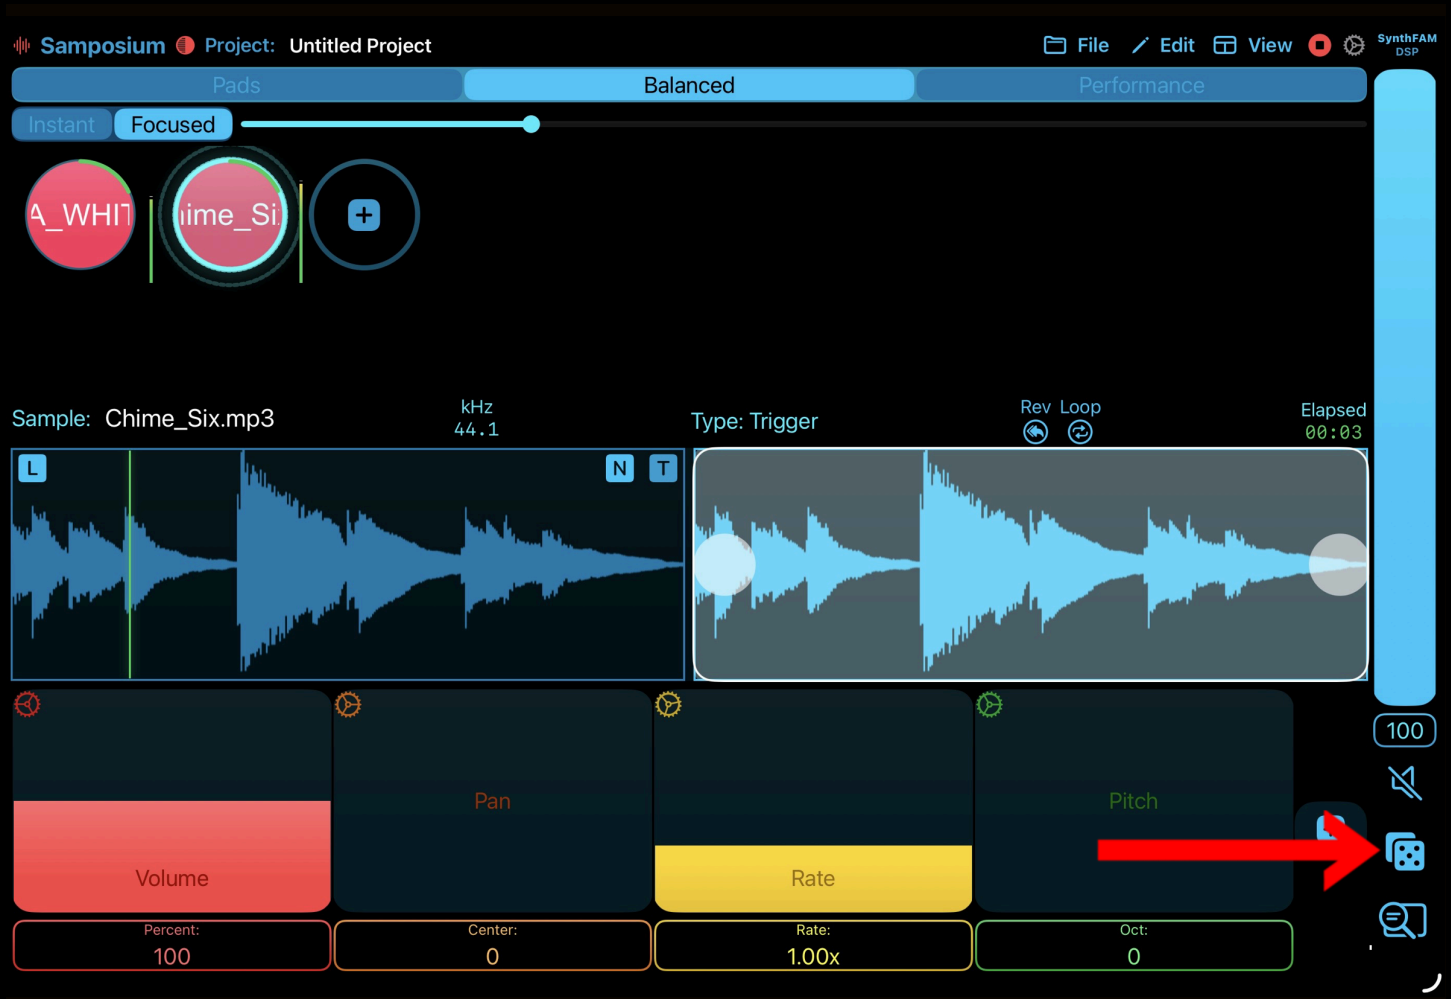 Samposium Project: Untitled Project File Edit View SynthFAM
DSP
Pads Balanced Performance
Instant Focused
A_WHIT ime_Si
Sample: Chime_Six.mp3 kHz
44.1 Type: Trigger Rev Loop Elapsed
00:03
L N T
Volume Pan Rate Pitch
100
Percent: Center: Rate: Oct:
100 0 1.00x 0